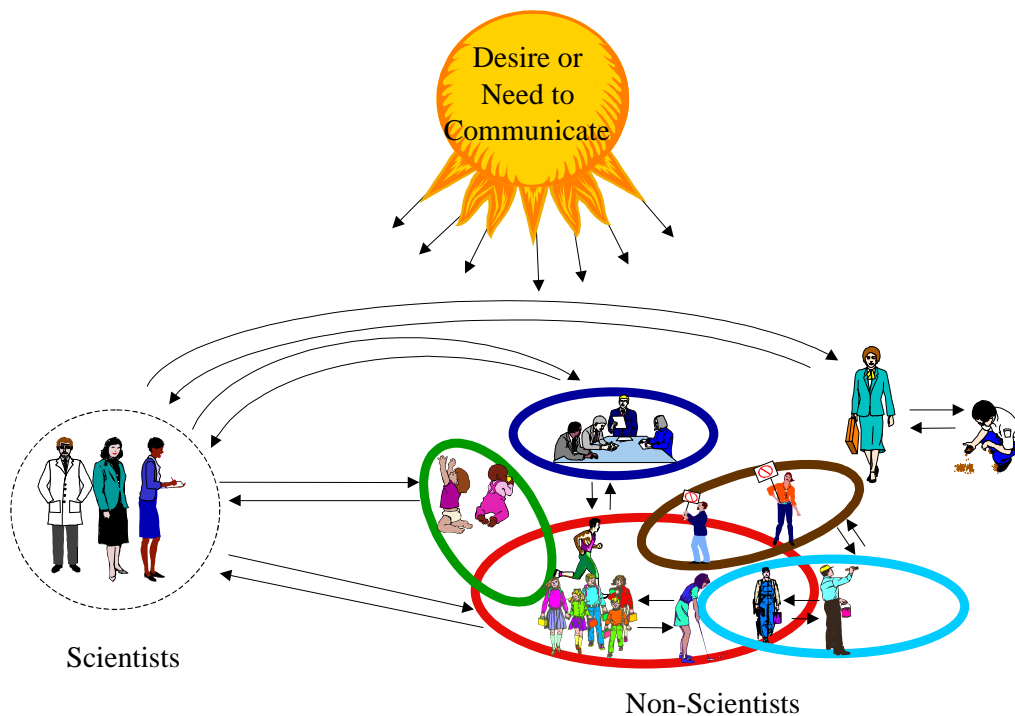 Desire or
Need to
Communicate
Scientists
Non-Scientists